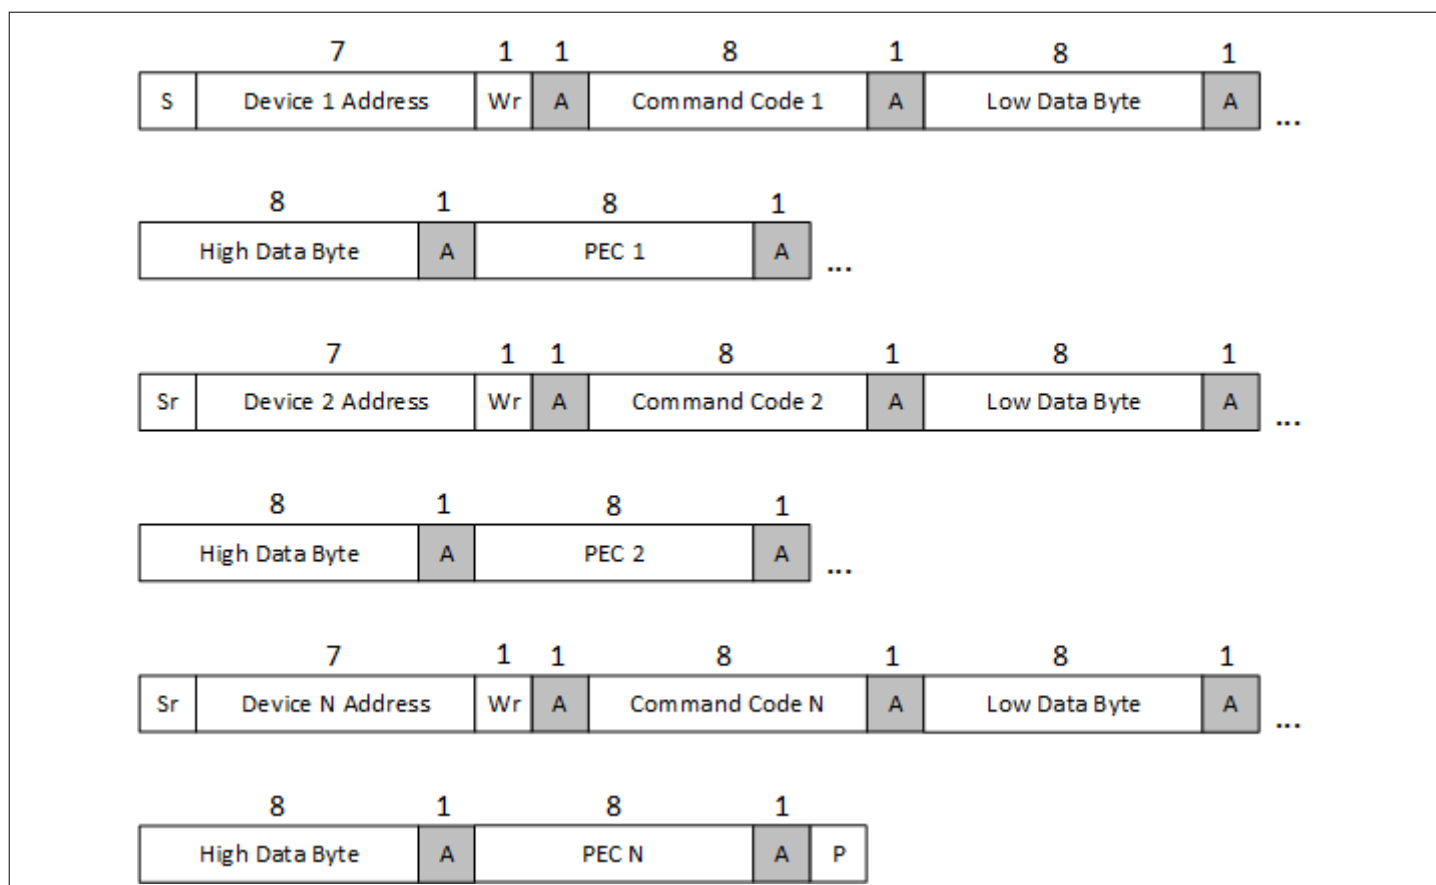 7 1 1 8 1 8 1
S Device 1 Address Wr A Command Code 1 A Low Data Byte A ...
8 1 8 1
High Data Byte A PEC 1 A ...
7 1 1 8 1 8 1
Sr Device 2 Address Wr A Command Code 2 A Low Data Byte A ...
8 1 8 1
High Data Byte A PEC 2 A ...
7 1 1 8 1 8 1
Sr Device N Address Wr A Command Code N A Low Data Byte A ...
8 1 8 1
High Data Byte A PEC N A P